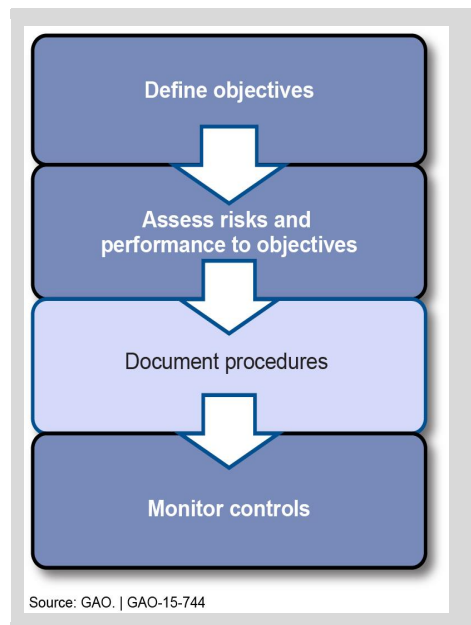 Define objectives
Assess risks and
performance to objectives
Document procedures
Monitor controls
Source: GAO. | GAO-15-744